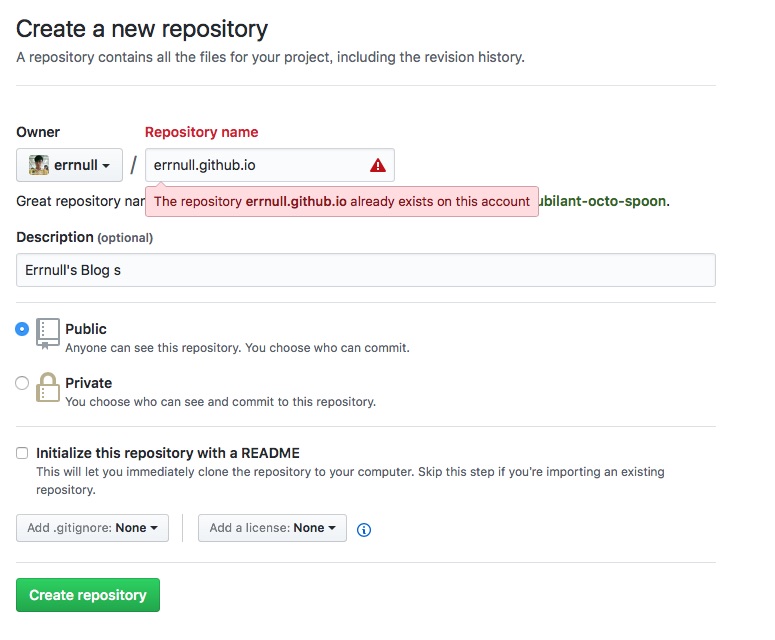 Create a new repository
A repository contains all the files for your project, including the revision history.
Owner
Repository name
errnull
/
errnull.github.io
The repository errnull.github.io already exists on this account
Great repository
ubilant-octo-spoon.
Description (optional)
Errnull's Blog s
Public
Anyone can see this repository. You choose who can commit.
Private
You choose who can see and commit to this repository.
Initialize this repository with a README
This will let you immediately clone the repository to your computer. Skip this step if you're importing an existing
repository.
Add .gitignore: None
Add a license: None
Create repository